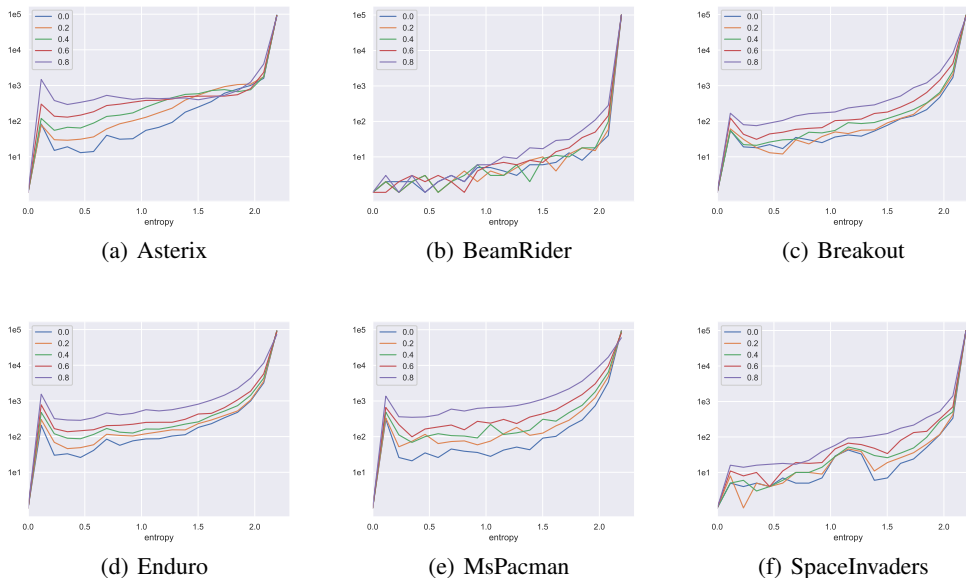 1e5
1e3
1e2
1e1
0.0
0.2
0.4
0.6
0.8
0.0 0.5 1.0 1.5 2.0
entropy
(a) Asterix
1e5
1e4
1e3
1e2
1e1
0.0
0.2
0.4
0.6
0.8
0.0 0.5 1.0 1.5 2.0
entropy
(b) BeamRider
1e5
1e4
1e3
1e2
1e1
0.0
0.2
0.4
0.6
0.8
0.0 0.5 1.0 1.5 2.0
entropy
(c) Breakout
1e5
1e4
1e3
1e2
1e1
0.0
0.2
0.4
0.6
0.8
0.0 0.5 1.0 1.5 2.0
entropy
(d) Enduro
1e5
1e4
1e3
1e2
1e1
0.0
0.2
0.4
0.6
0.8
0.0 0.5 1.0 1.5 2.0
entropy
(e) MsPacman
1e5
1e4
1e3
1e2
1e1
0.0
0.2
0.4
0.6
0.8
0.0 0.5 1.0 1.5 2.0
entropy
(f) SpaceInvaders